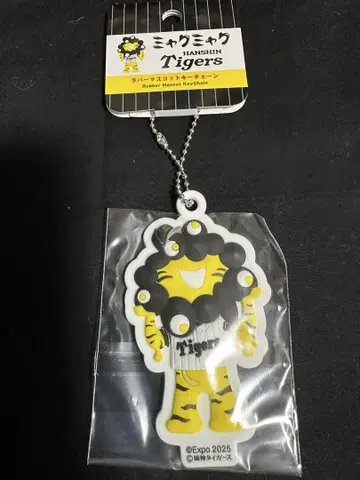 ミャクミャク
HANSHIN
Tigers
ラバーマスコットキーチェーン
Rubber Mascot KeyChain
Tigers
©Expo 2025
©阪神タイガース